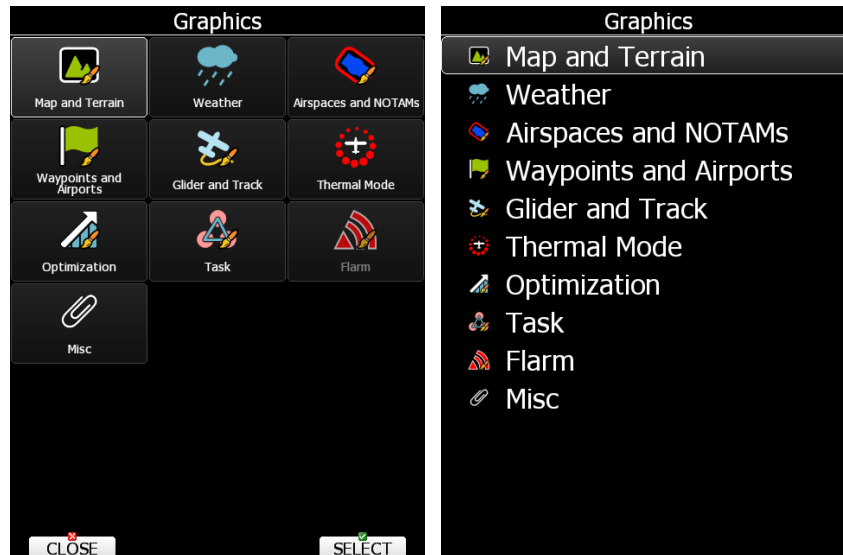 Graphics
Map and Terrain
Weather
Airspaces and NOTAMs
Waypoints and
Airports
Glider and Track
Thermal Mode
Optimization
Task
Flarm
Misc
CLOSE
SELECT
Graphics
Map and Terrain
Weather
Airspaces and NOTAMs
Waypoints and Airports
Glider and Track
Thermal Mode
Optimization
Task
Flarm
Misc